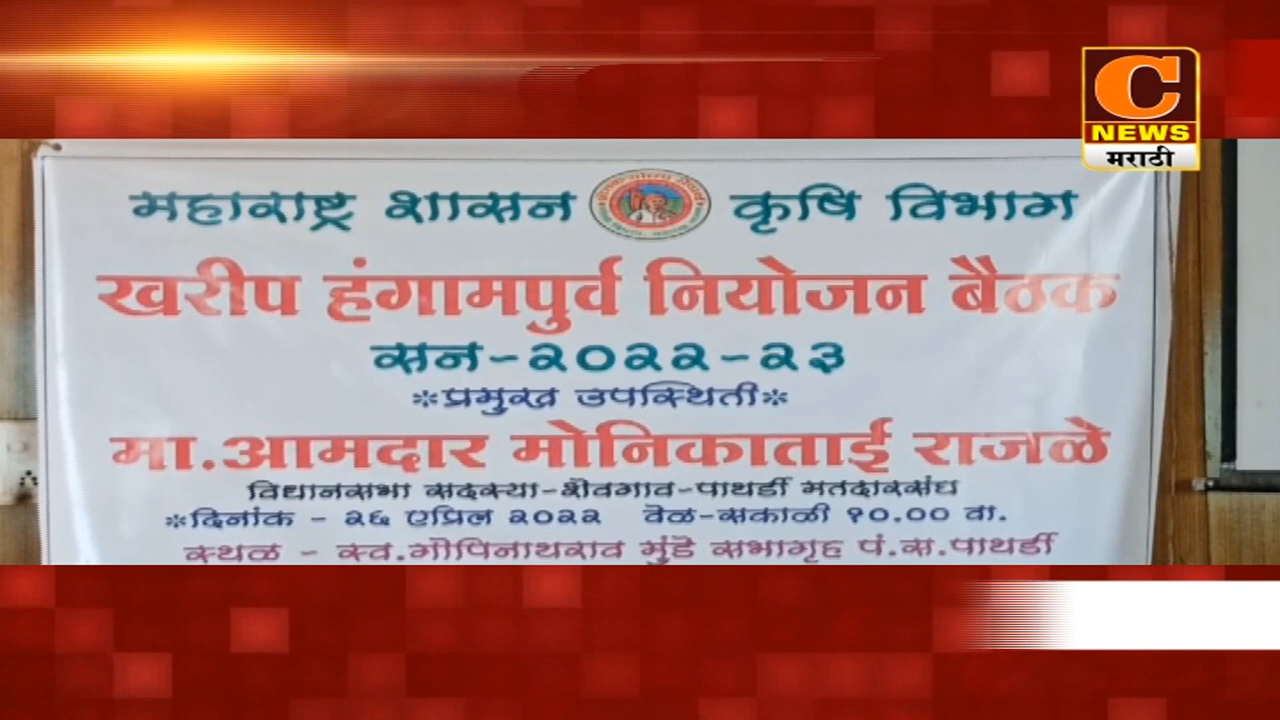 C
NEWS
मराठी
महाराष्ट्र शासन कृषि विभाग
खरीप हंगामपुर्व नियोजन बैठक
सन-२०२२-२३
*प्रमुख उपस्थिती*
मा.आमदार मोनिकाताई राजळे
विधानसभा सदस्या-शेवगाव-पाथर्डी मतदारसंघ
*दिनांक - २६ एप्रिल २०२२ वेळ-सकाळी १०.०० वा.
स्थळ - स्व.गोपिनाथराव मुंडे सभागृह पं.स.पाथर्डी